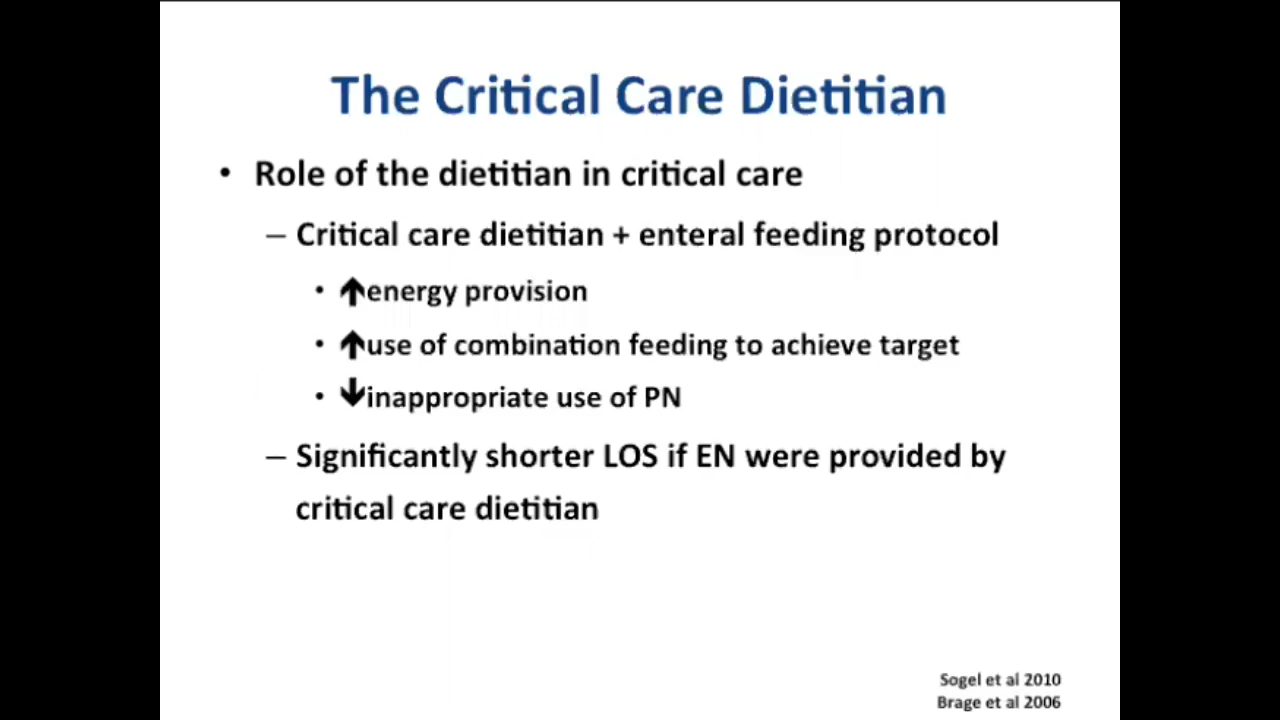 The Critical Care Dietitian
• Role of the dietitian in critical care
– Critical care dietitian + enteral feeding protocol
• ↑energy provision
• ↑use of combination feeding to achieve target
• ↓inappropriate use of PN
– Significantly shorter LOS if EN were provided by
critical care dietitian
Sogel et al 2010
Brage et al 2006